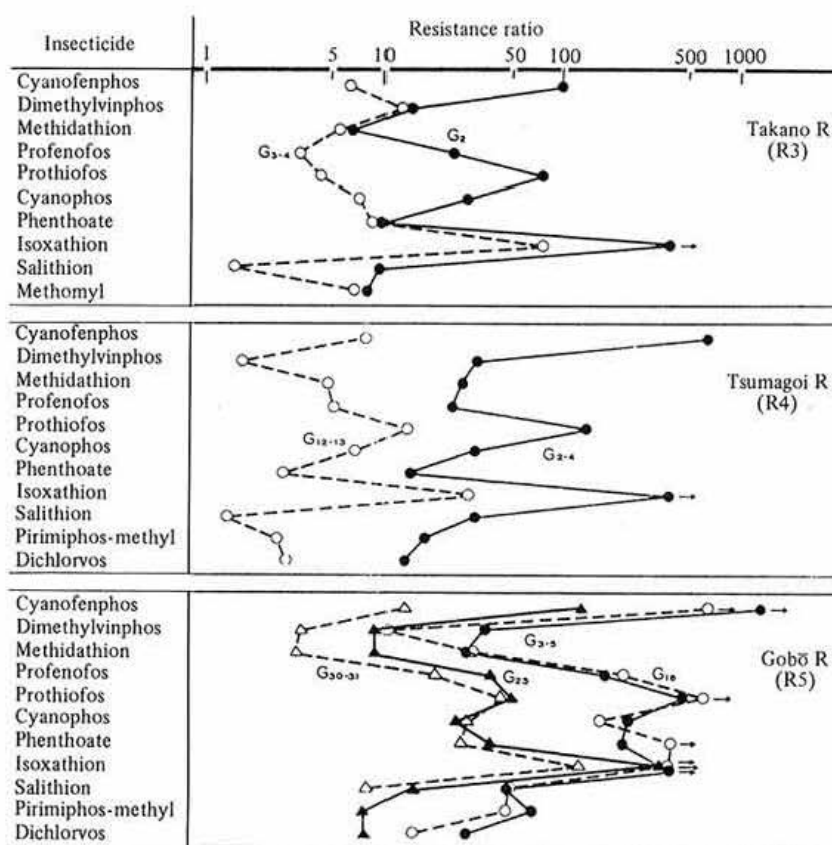 Insecticide
Resistance ratio
1 5 10 50 100 500 1000
Cyanofenphos
Dimethylvinphos
Methidathion
Profenofos
Prothiofos
Cyanophos
Phenthoate
Isoxathion
Salithion
Methomyl
G3-4
G2
Takano R
(R3)
Cyanofenphos
Dimethylvinphos
Methidathion
Profenofos
Prothiofos
Cyanophos
Phenthoate
Isoxathion
Salithion
Pirimiphos-methyl
Dichlorvos
G12-13
G2-4
Tsumagoi R
(R4)
Cyanofenphos
Dimethylvinphos
Methidathion
Profenofos
Prothiofos
Cyanophos
Phenthoate
Isoxathion
Salithion
Pirimiphos-methyl
Dichlorvos
G30-31
G23
G3-5
G18
Gobō R
(R5)